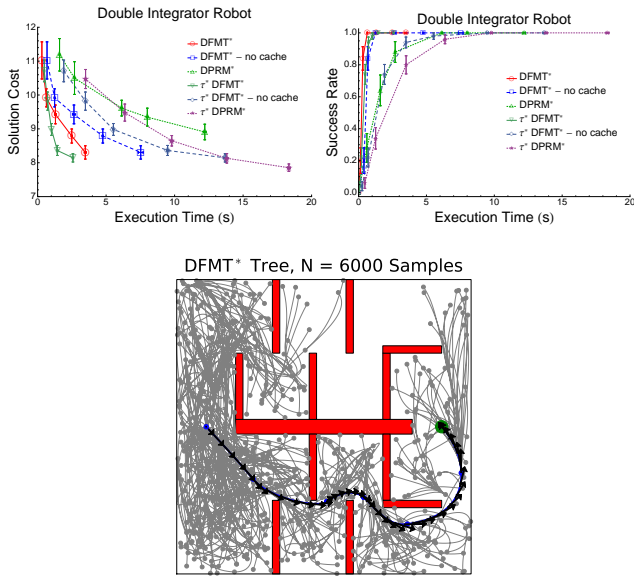 Double Integrator Robot
Solution Cost
12
11
10
9
8
7
0
5
10
15
20
Execution Time (s)
DFMT*
DFMT* – no cache
DPRM*
τ* DFMT*
τ* DFMT* – no cache
τ* DPRM*
Double Integrator Robot
Success Rate
1.0
0.8
0.6
0.4
0.2
0.0
0
5
10
15
20
Execution Time (s)
DFMT*
DFMT* – no cache
DPRM*
τ* DFMT*
τ* DFMT* – no cache
τ* DPRM*
DFMT* Tree, N = 6000 Samples